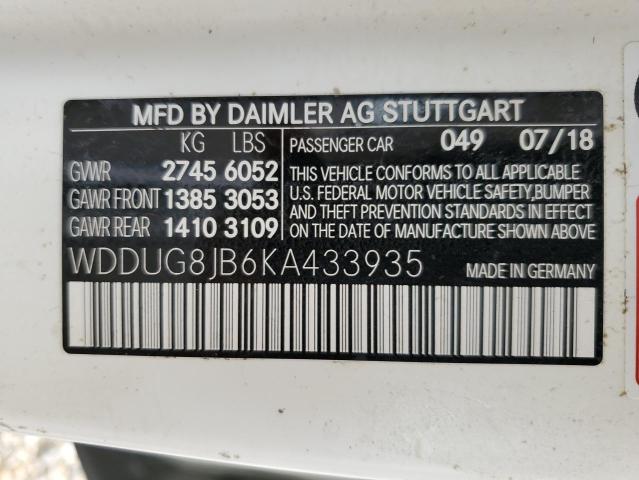 MFD BY DAIMLER AG STUTTGART
KG LBS
GVWR 2745 6052
GAWR FRONT 1385 3053
GAWR REAR 1410 3109
PASSENGER CAR 049 07/18
THIS VEHICLE CONFORMS TO ALL APPLICABLE
U.S. FEDERAL MOTOR VEHICLE SAFETY,BUMPER
AND THEFT PREVENTION STANDARDS IN EFFECT
ON THE DATE OF MANUFACTURE SHOWN ABOVE
WDDUG8JB6KA433935 MADE IN GERMANY